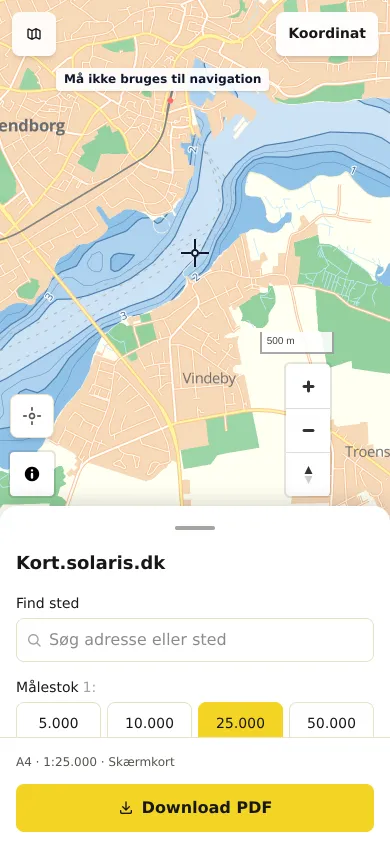 Koordinat
Må ikke bruges til navigation
endborg
2
1
2
3
3
500 m
Vindeby
Troens
Kort.solaris.dk
Find sted
Søg adresse eller sted
Målestok 1:
5.000 10.000 25.000 50.000
A4 · 1:25.000 · Skærmkort
Download PDF